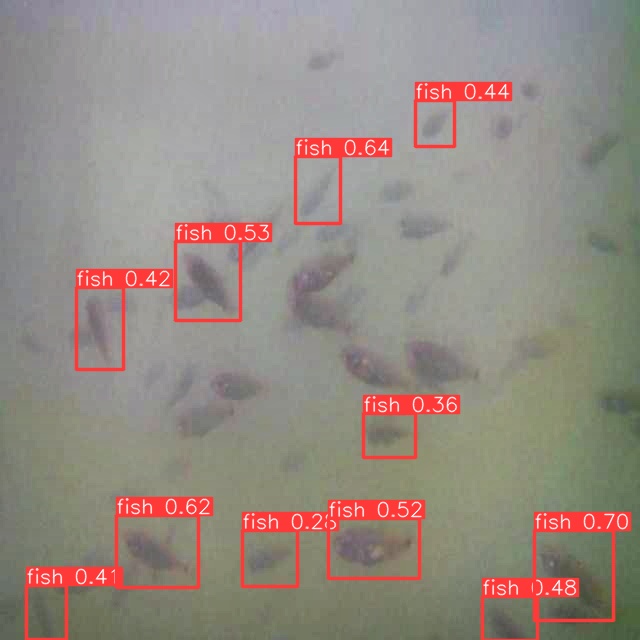 fish 0.44
fish 0.64
fish 0.53
fish 0.42
fish 0.36
fish 0.62
fish 0.52
fish 0.70
fish 0.41
fish 0.48